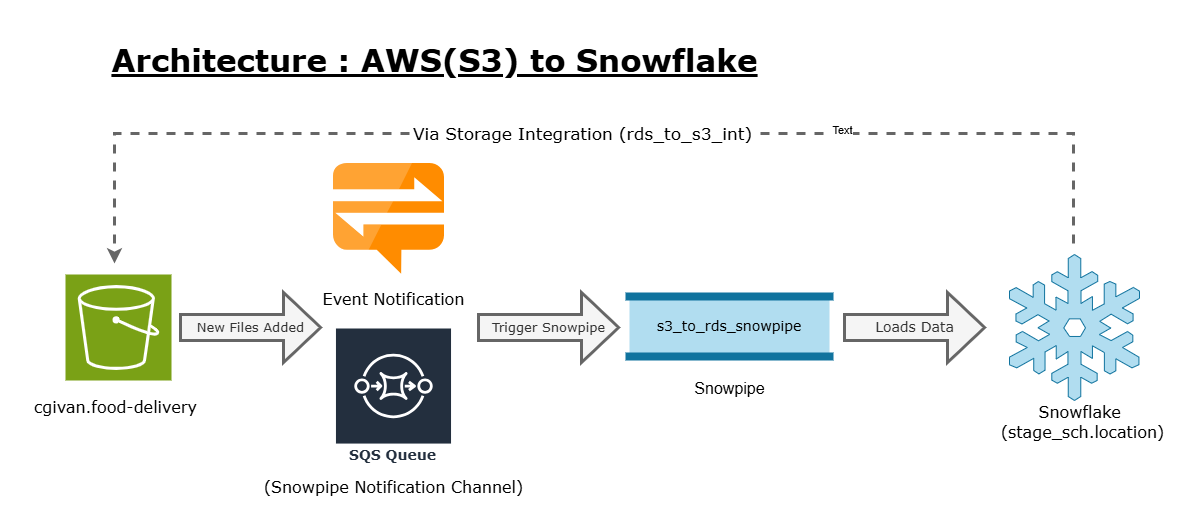 Architecture : AWS(S3) to Snowflake
Via Storage Integration (rds_to_s3_int)
Text
Event Notification
New Files Added
Trigger Snowpipe
s3_to_rds_snowpipe
Loads Data
Snowpipe
cgivan.food-delivery
Snowflake
(stage_sch.location)
SQS Queue
(Snowpipe Notification Channel)